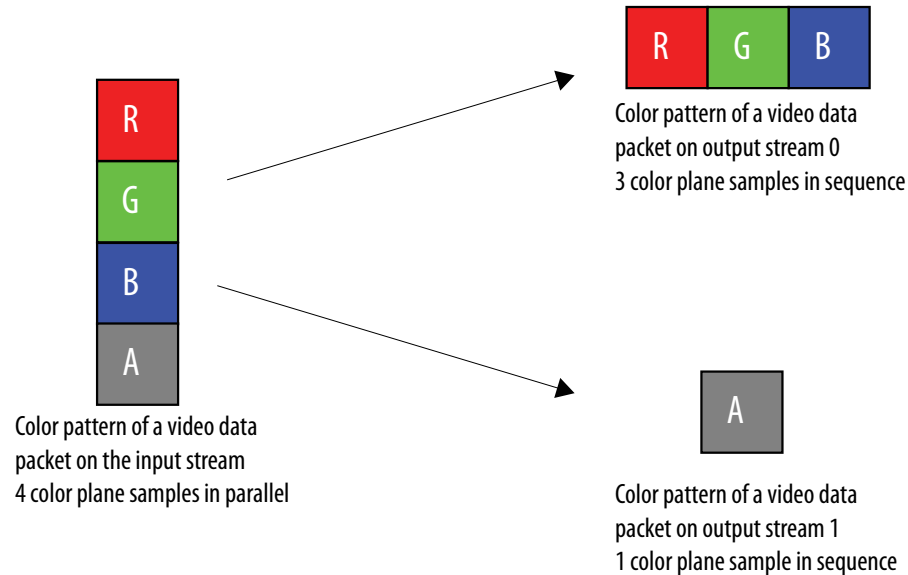 R
G
B
A
Color pattern of a video data
packet on the input stream
4 color plane samples in parallel
R G B
Color pattern of a video data
packet on output stream 0
3 color plane samples in sequence
A
Color pattern of a video data
packet on output stream 1
1 color plane sample in sequence